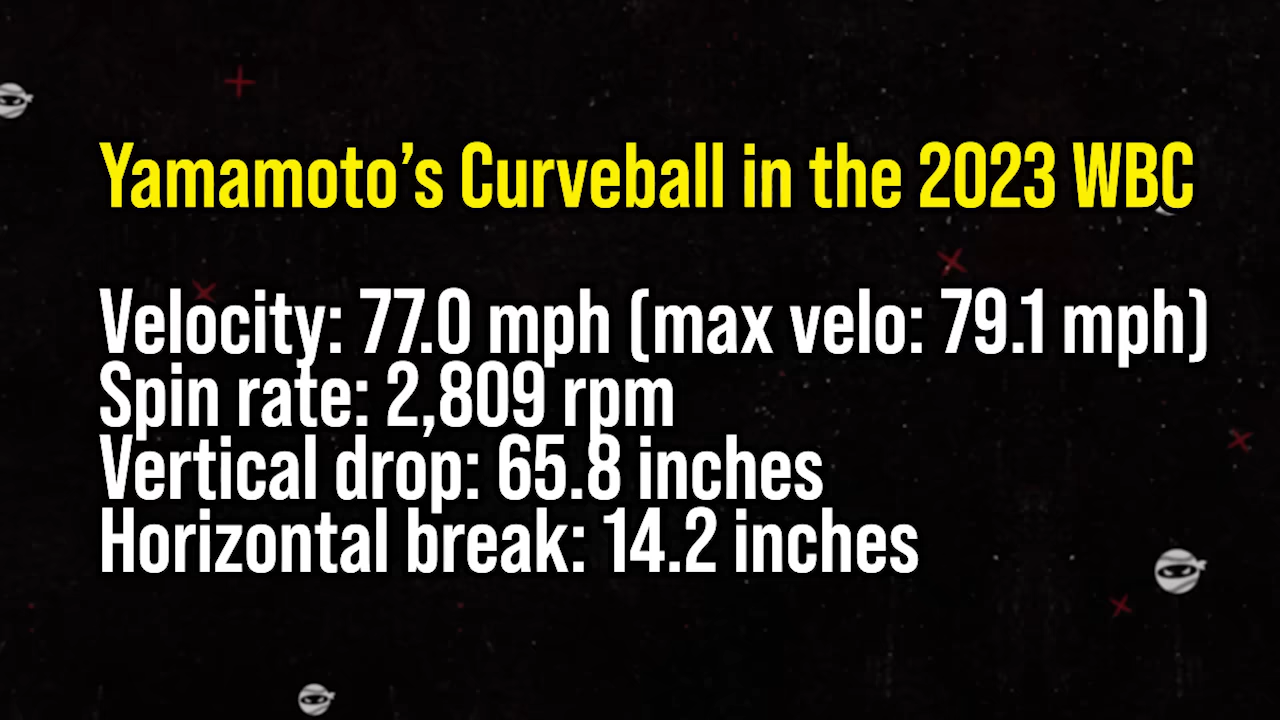 Yamamoto’s Curveball in the 2023 WBC
Velocity: 77.0 mph (max velo: 79.1 mph)
Spin rate: 2,809 rpm
Vertical drop: 65.8 inches
Horizontal break: 14.2 inches